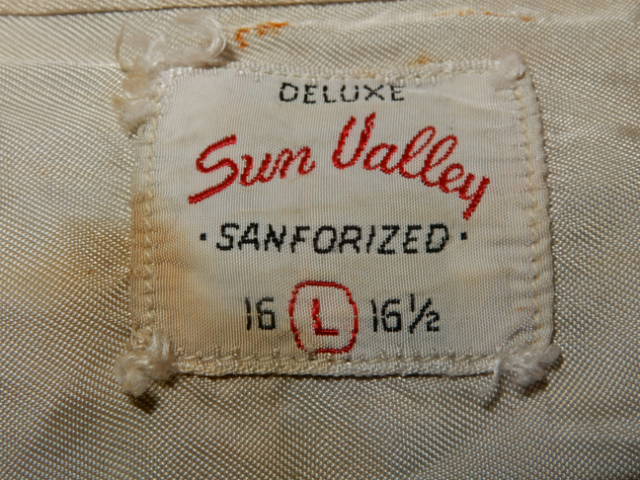 DELUXE
Sun Valley
·SANFORIZED·
16 L 16½